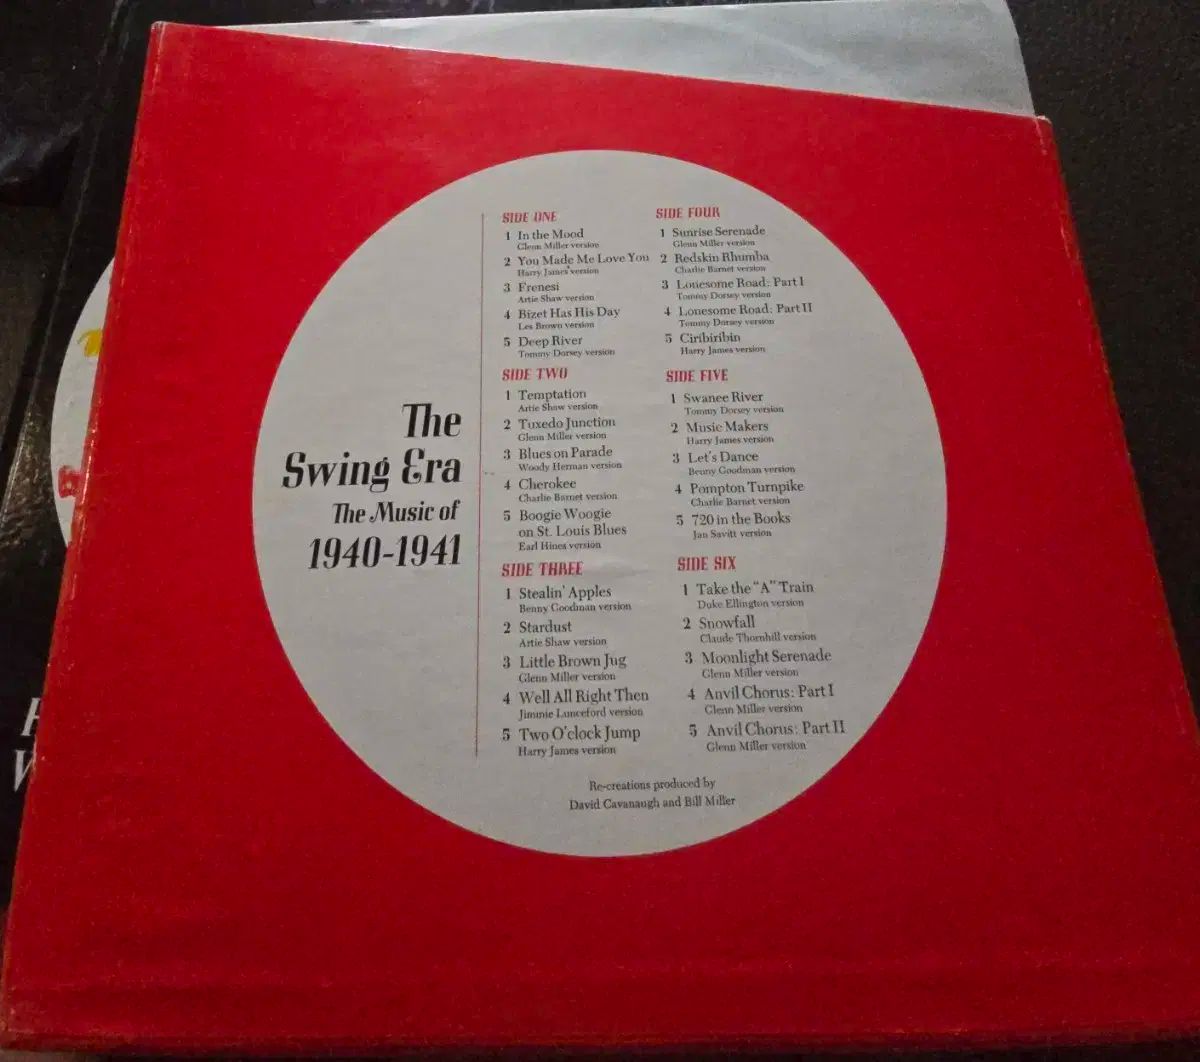 The
Swing Era
The Music of
1940-1941
SIDE ONE
1 In the Mood
Glenn Miller version
2 You Made Me Love You
Harry James version
3 Frenesi
Artie Shaw version
4 Bizet Has His Day
Les Brown version
5 Deep River
Tommy Dorsey version
SIDE TWO
1 Temptation
Artie Shaw version
2 Tuxedo Junction
Glenn Miller version
3 Blues on Parade
Woody Herman version
4 Cherokee
Charlie Barnet version
5 Boogie Woogie
on St. Louis Blues
Earl Hines version
SIDE THREE
1 Stealin' Apples
Benny Goodman version
2 Stardust
Artie Shaw version
3 Little Brown Jug
Glenn Miller version
4 Well All Right Then
Jimmie Lunceford version
5 Two O'clock Jump
Harry James version
SIDE FOUR
1 Sunrise Serenade
Glenn Miller version
2 Redskin Rhumba
Charlie Barnet version
3 Lonesome Road: Part I
Tommy Dorsey version
4 Lonesome Road: Part II
Tommy Dorsey version
5 Ciribiribin
Harry James version
SIDE FIVE
1 Swanee River
Tommy Dorsey version
2 Music Makers
Harry James version
3 Let's Dance
Benny Goodman version
4 Pompton Turnpike
Charlie Barnet version
5 720 in the Books
Jan Savitt version
SIDE SIX
1 Take the "A" Train
Duke Ellington version
2 Snowfall
Claude Thornhill version
3 Moonlight Serenade
Glenn Miller version
4 Anvil Chorus: Part I
Glenn Miller version
5 Anvil Chorus: Part II
Glenn Miller version
Re-creations produced by
David Cavanaugh and Bill Miller